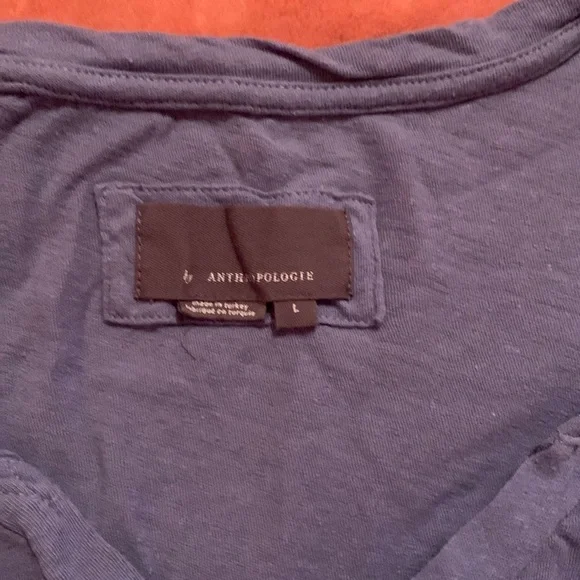 by ANTHROPOLOGIE
made in turkey
fabriqué en turquie
L